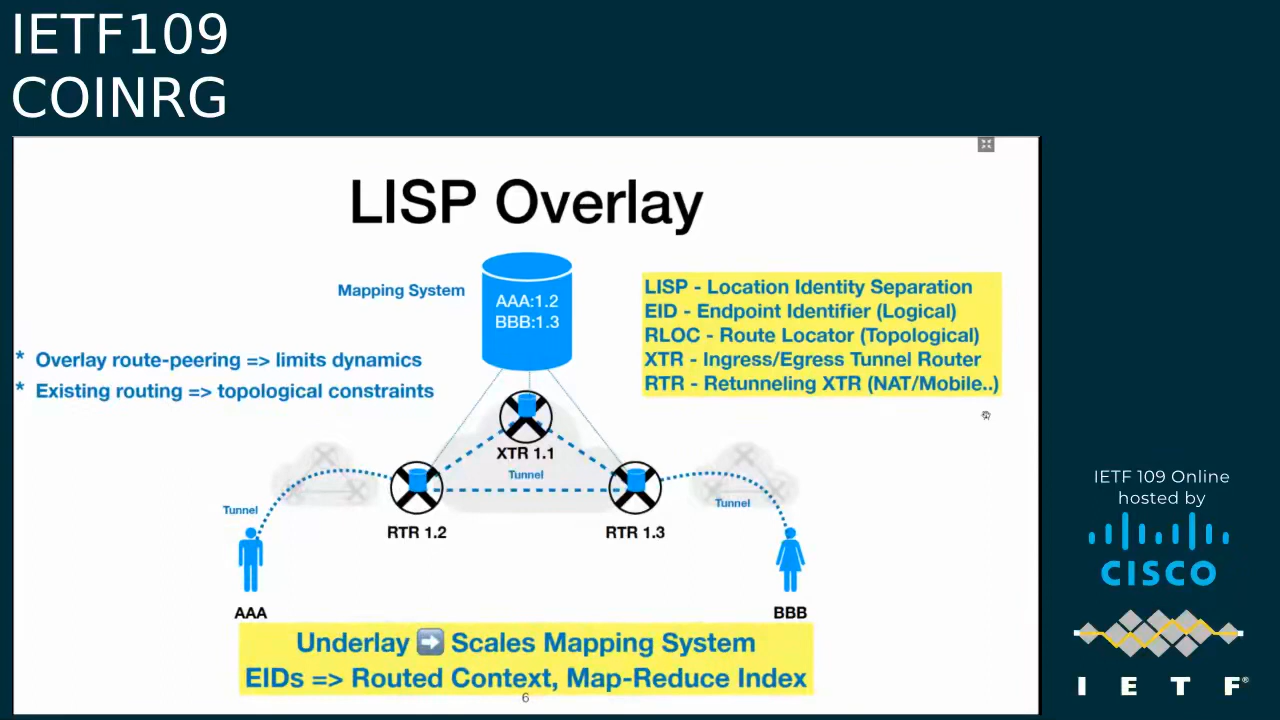 IETF109
COINRG
LISP Overlay
Mapping System
AAA:1.2
BBB:1.3
LISP - Location Identity Separation
EID - Endpoint Identifier (Logical)
RLOC - Route Locator (Topological)
XTR - Ingress/Egress Tunnel Router
RTR - Retunneling XTR (NAT/Mobile..)
* Overlay route-peering => limits dynamics
* Existing routing => topological constraints
XTR 1.1
Tunnel
RTR 1.2
RTR 1.3
Tunnel
Tunnel
AAA
BBB
Underlay ➡ Scales Mapping System
EIDs => Routed Context, Map-Reduce Index
6
IETF 109 Online
hosted by
CISCO
I E T F®